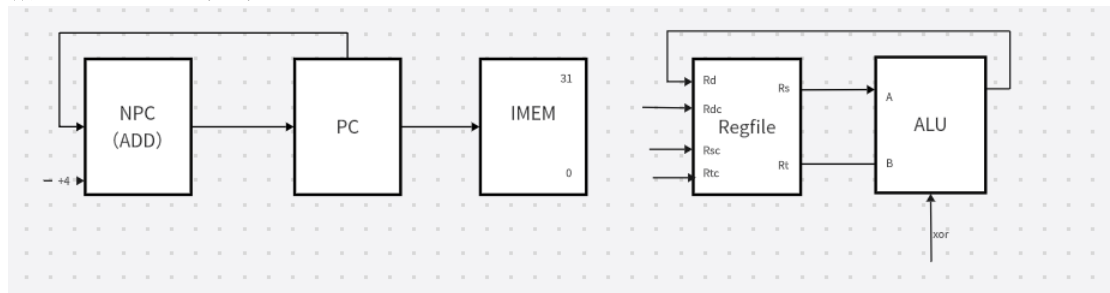 NPC
（ADD）
+4
PC
31
IMEM
0
Rd
Rdc
Rsc
Rtc
Regfile
Rs
Rt
A
B
ALU
xor